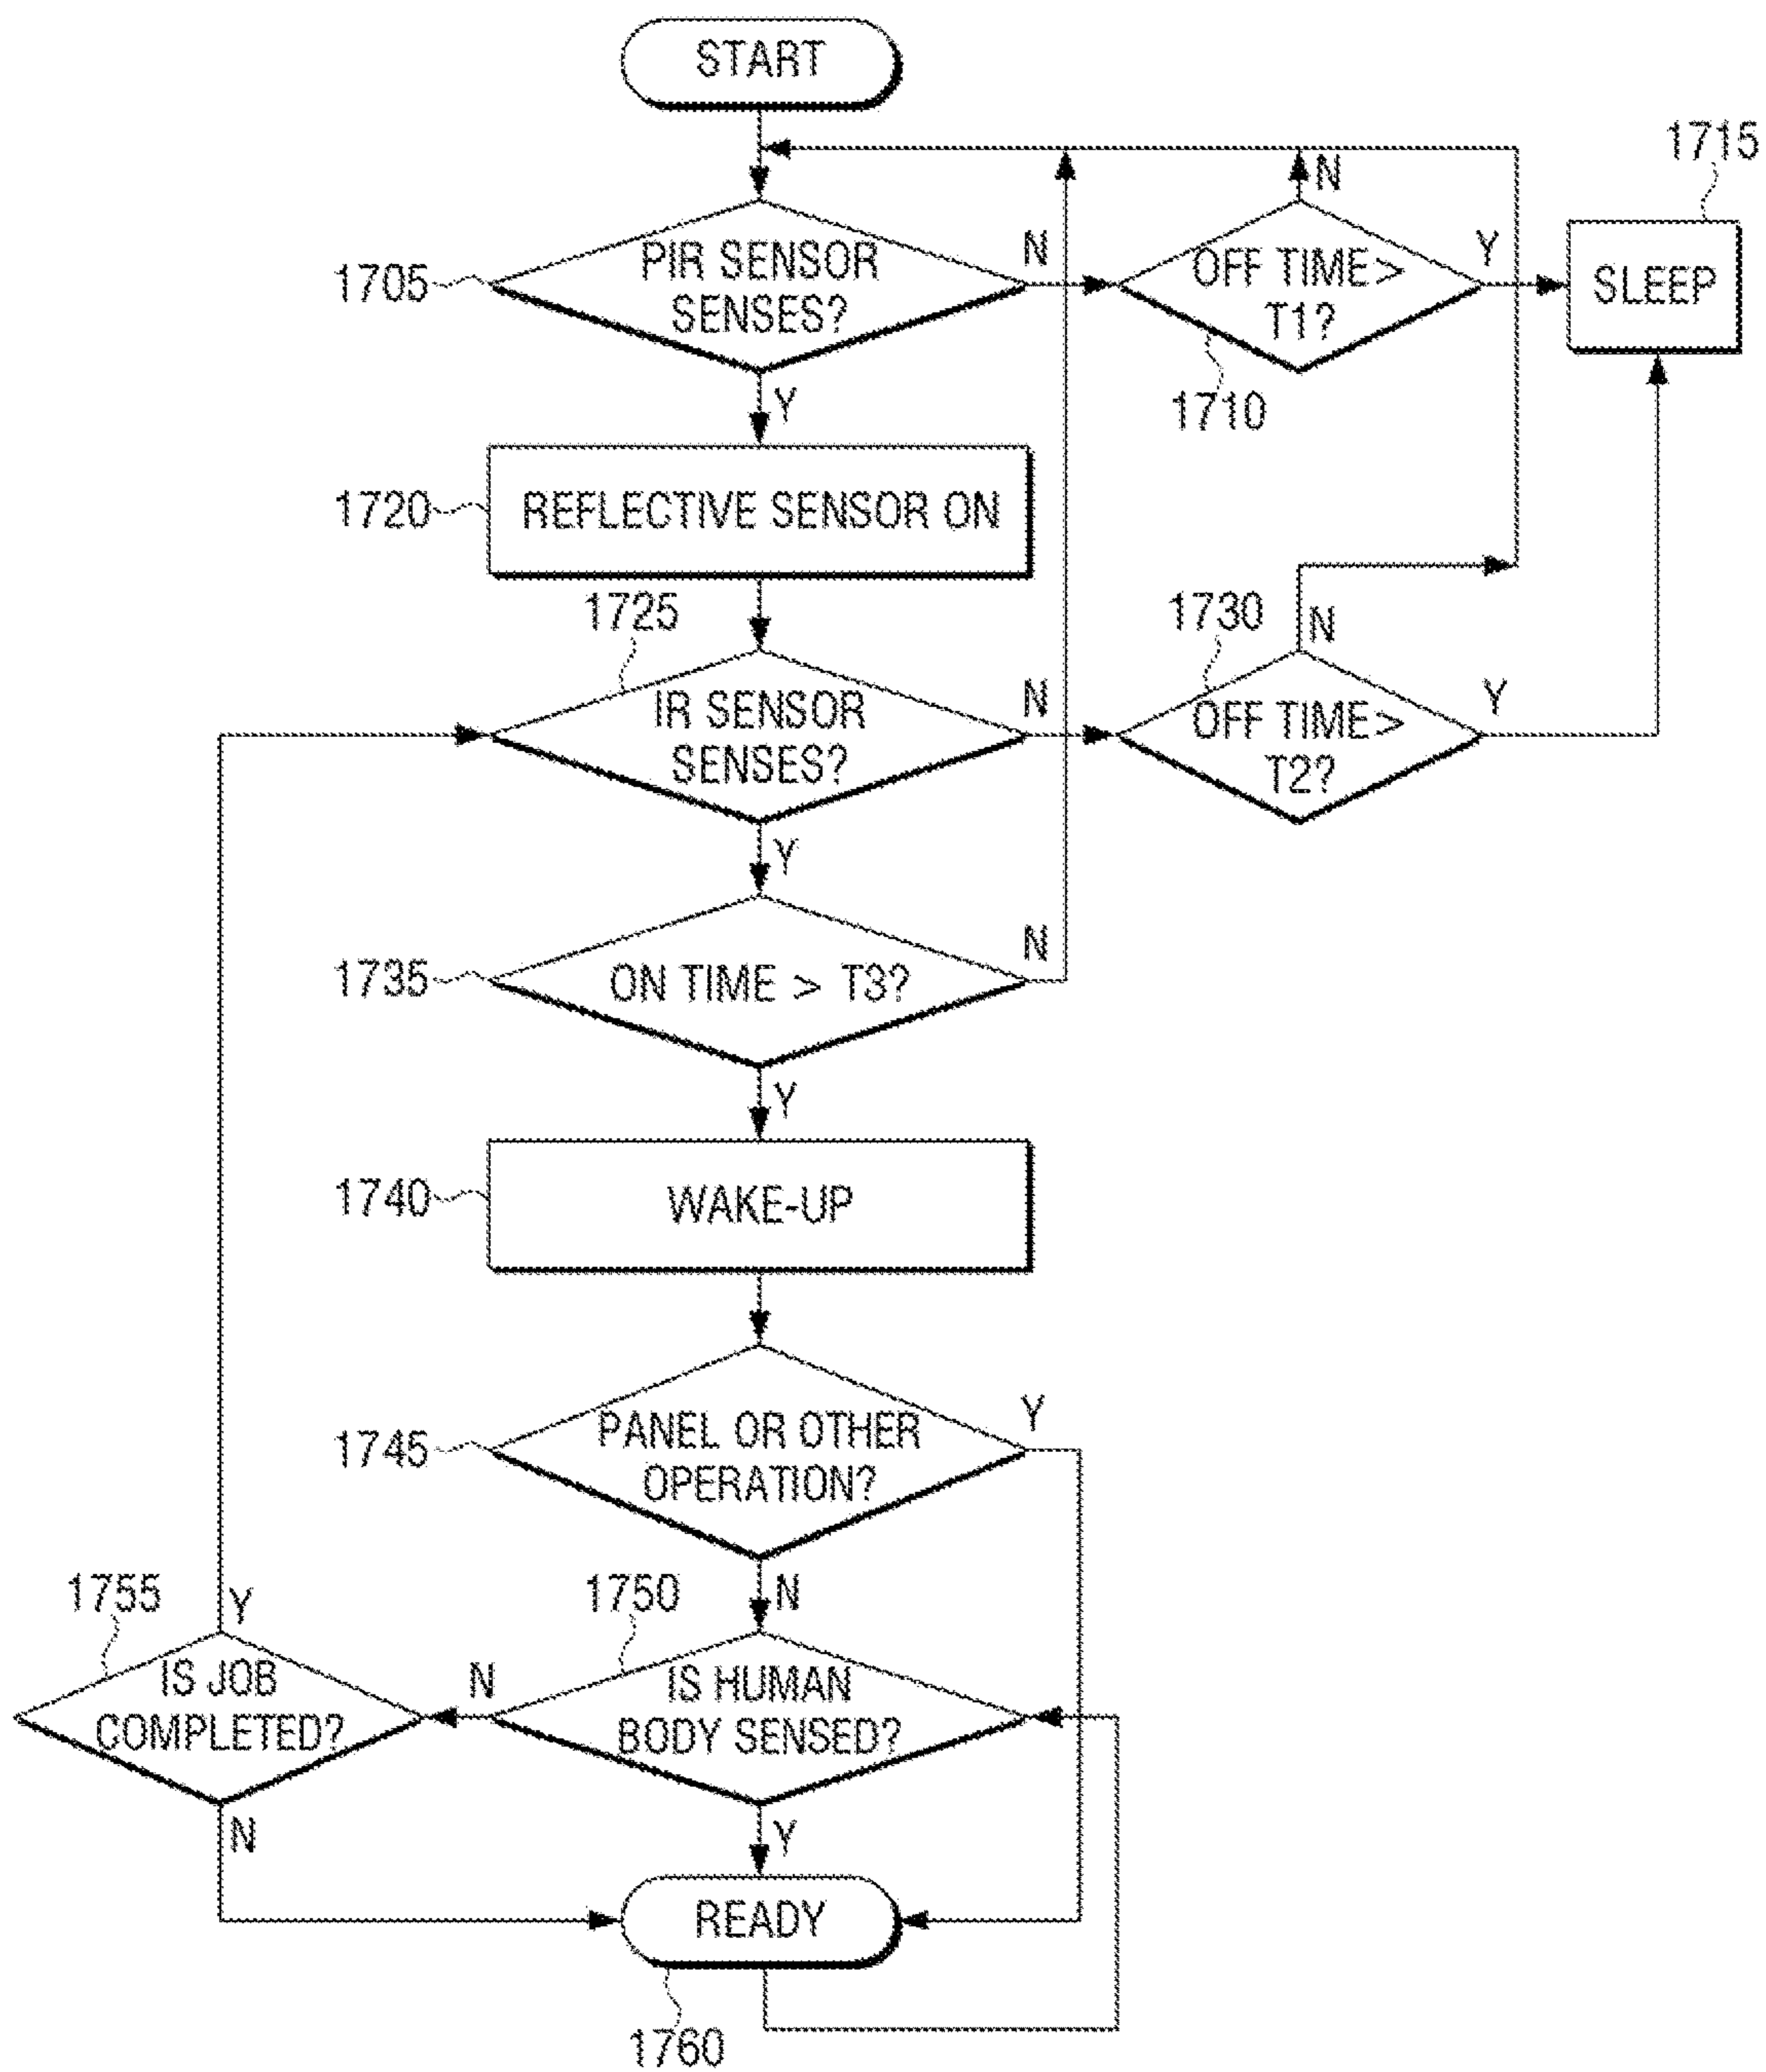 START
1715
N
PIR SENSOR
SENSES?
1705
N
OFF TIME >
T1?
Y
SLEEP
1710
Y
1720
REFLECTIVE SENSOR ON
1725
1730
N
IR SENSOR
SENSES?
N
OFF TIME >
T2?
Y
Y
1735
ON TIME > T3?
N
Y
1740
WAKE-UP
1745
PANEL OR OTHER
OPERATION?
Y
1755
Y
1750
N
IS JOB
COMPLETED?
N
IS HUMAN
BODY SENSED?
N
Y
READY
1760